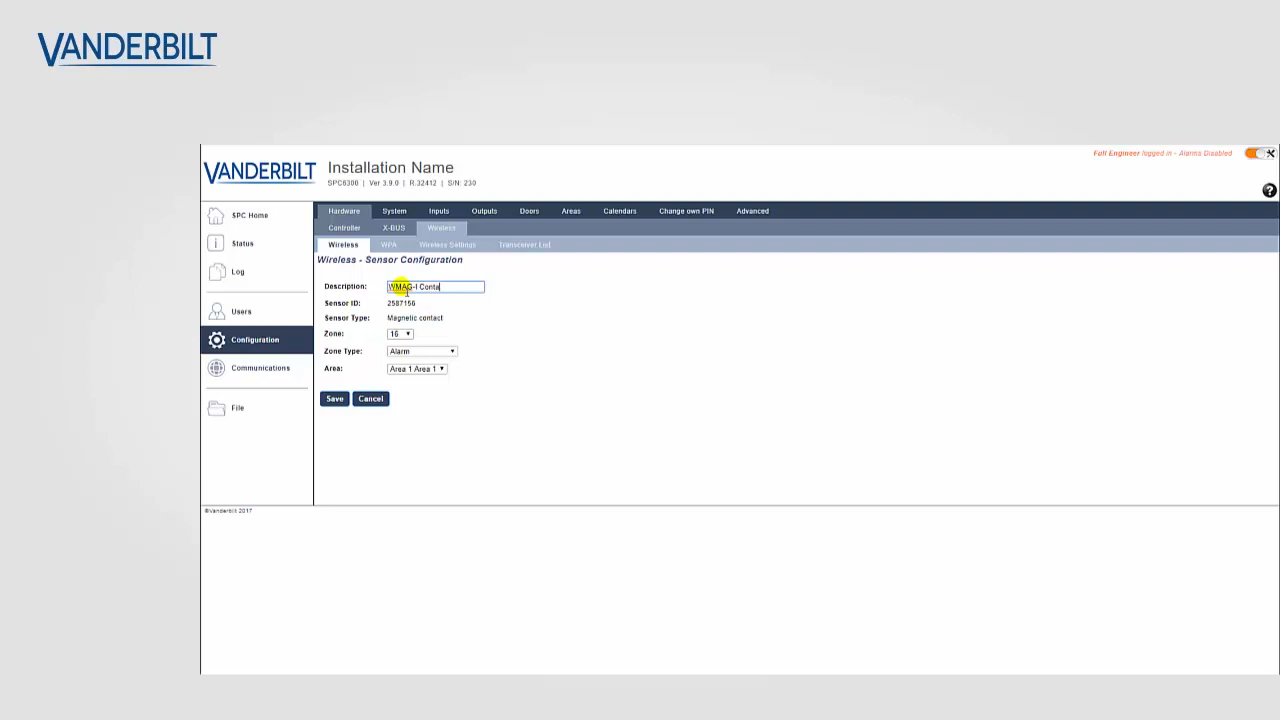 VANDERBILT
VANDERBILT
Installation Name
SPC6300 | Ver 3.9.0 | R.32412 | S/N: 230
Full Engineer logged in - Alarms Disabled
SPC Home
Status
Log
Users
Configuration
Communications
File
Hardware System Inputs Outputs Doors Areas Calendars Change own PIN Advanced
Controller X-BUS Wireless
Wireless WPA Wireless Settings Transceiver List
Wireless - Sensor Configuration
Description: WMAG-I Conta
Sensor ID: 2587156
Sensor Type: Magnetic contact
Zone: 16
Zone Type: Alarm
Area: Area 1 Area 1
Save Cancel
©Vanderbilt 2017